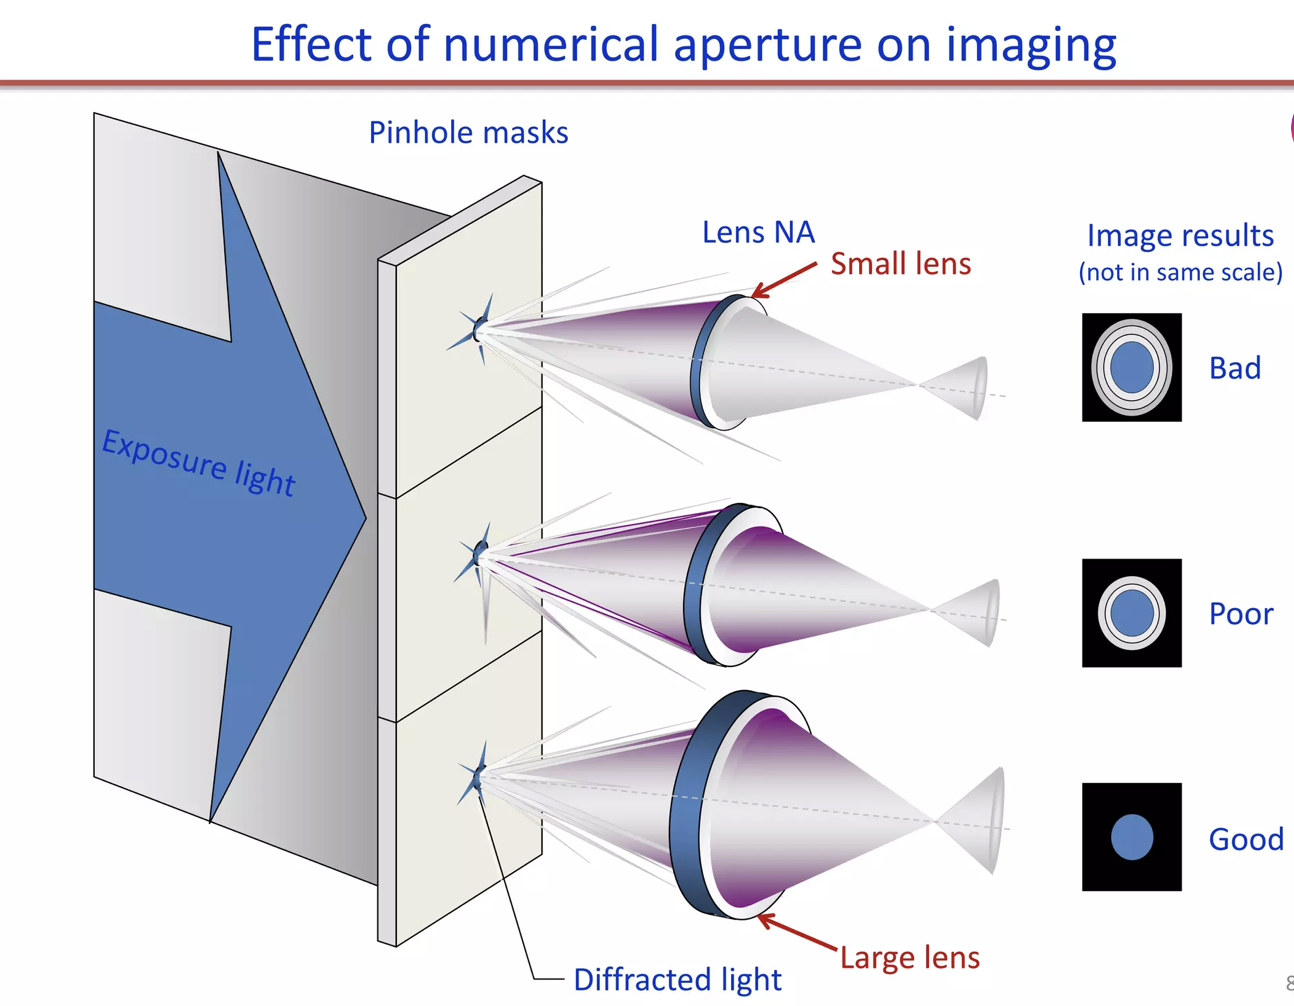 Effect of numerical aperture on imaging
Pinhole masks
Lens NA
Small lens
Image results
(not in same scale)
Bad
Exposure light
Poor
Good
Large lens
Diffracted light
8